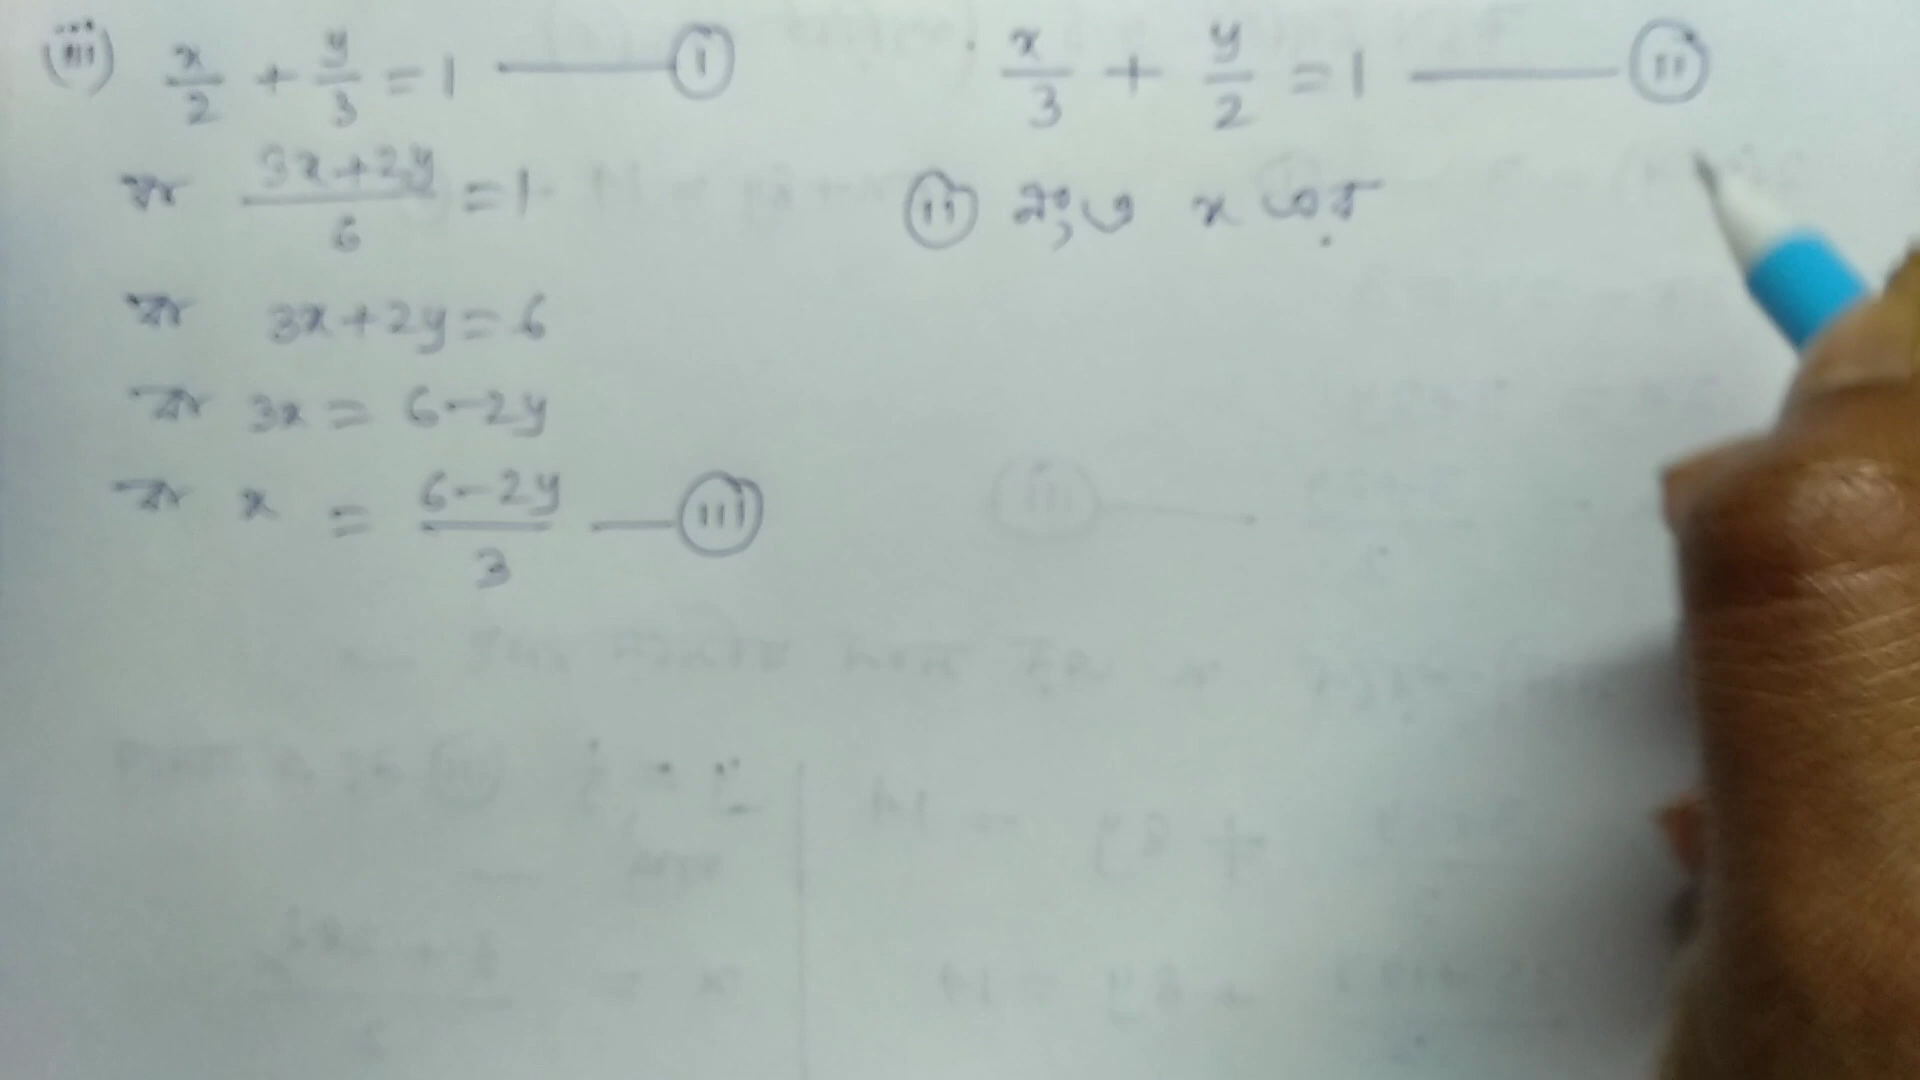 (iii) x/2 + y/3 = 1 —— (i)
বা (3x+2y)/6 = 1
বা 3x+2y = 6
বা 3x = 6-2y
বা x = (6-2y)/3 —— (iii)
x/3 + y/2 = 1 —— (ii)
(ii) নং, এ x এর